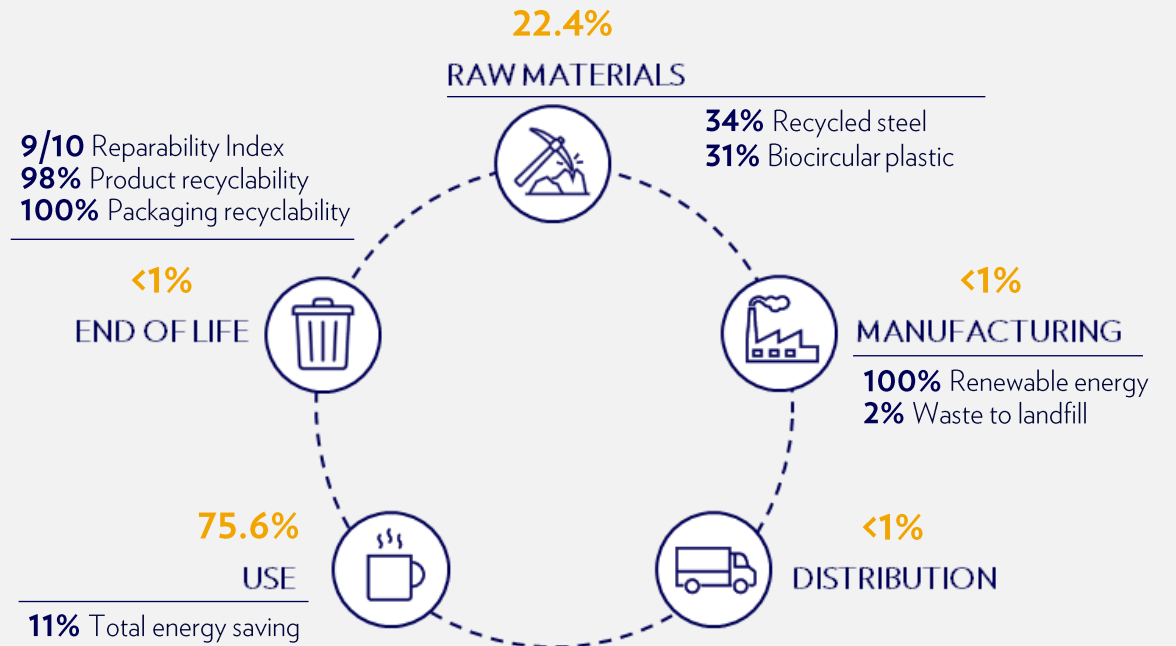 22.4%
RAW MATERIALS
34% Recycled steel
31% Biocircular plastic
9/10 Reparability Index
98% Product recyclability
100% Packaging recyclability
<1%
END OF LIFE
<1%
MANUFACTURING
100% Renewable energy
2% Waste to landfill
75.6%
USE
11% Total energy saving
<1%
DISTRIBUTION